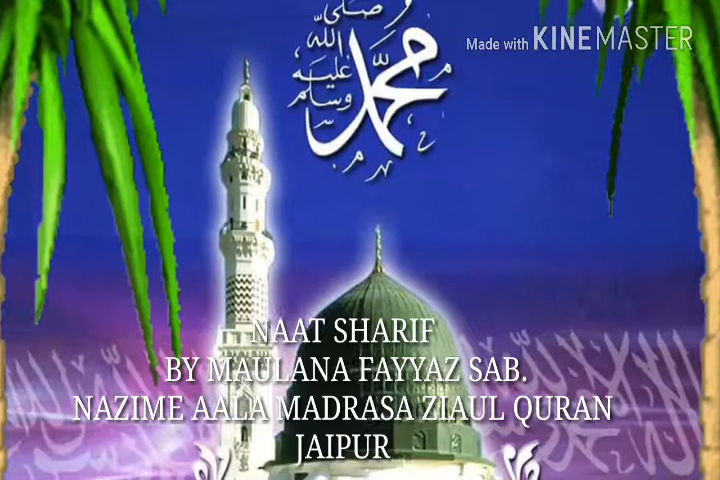 محمد
صلى الله عليه وسلم
Made with KINEMASTER
NAAT SHARIF
BY MAULANA FAYYAZ SAB.
NAZIME AALA MADRASA ZIAUL QURAN
JAIPUR